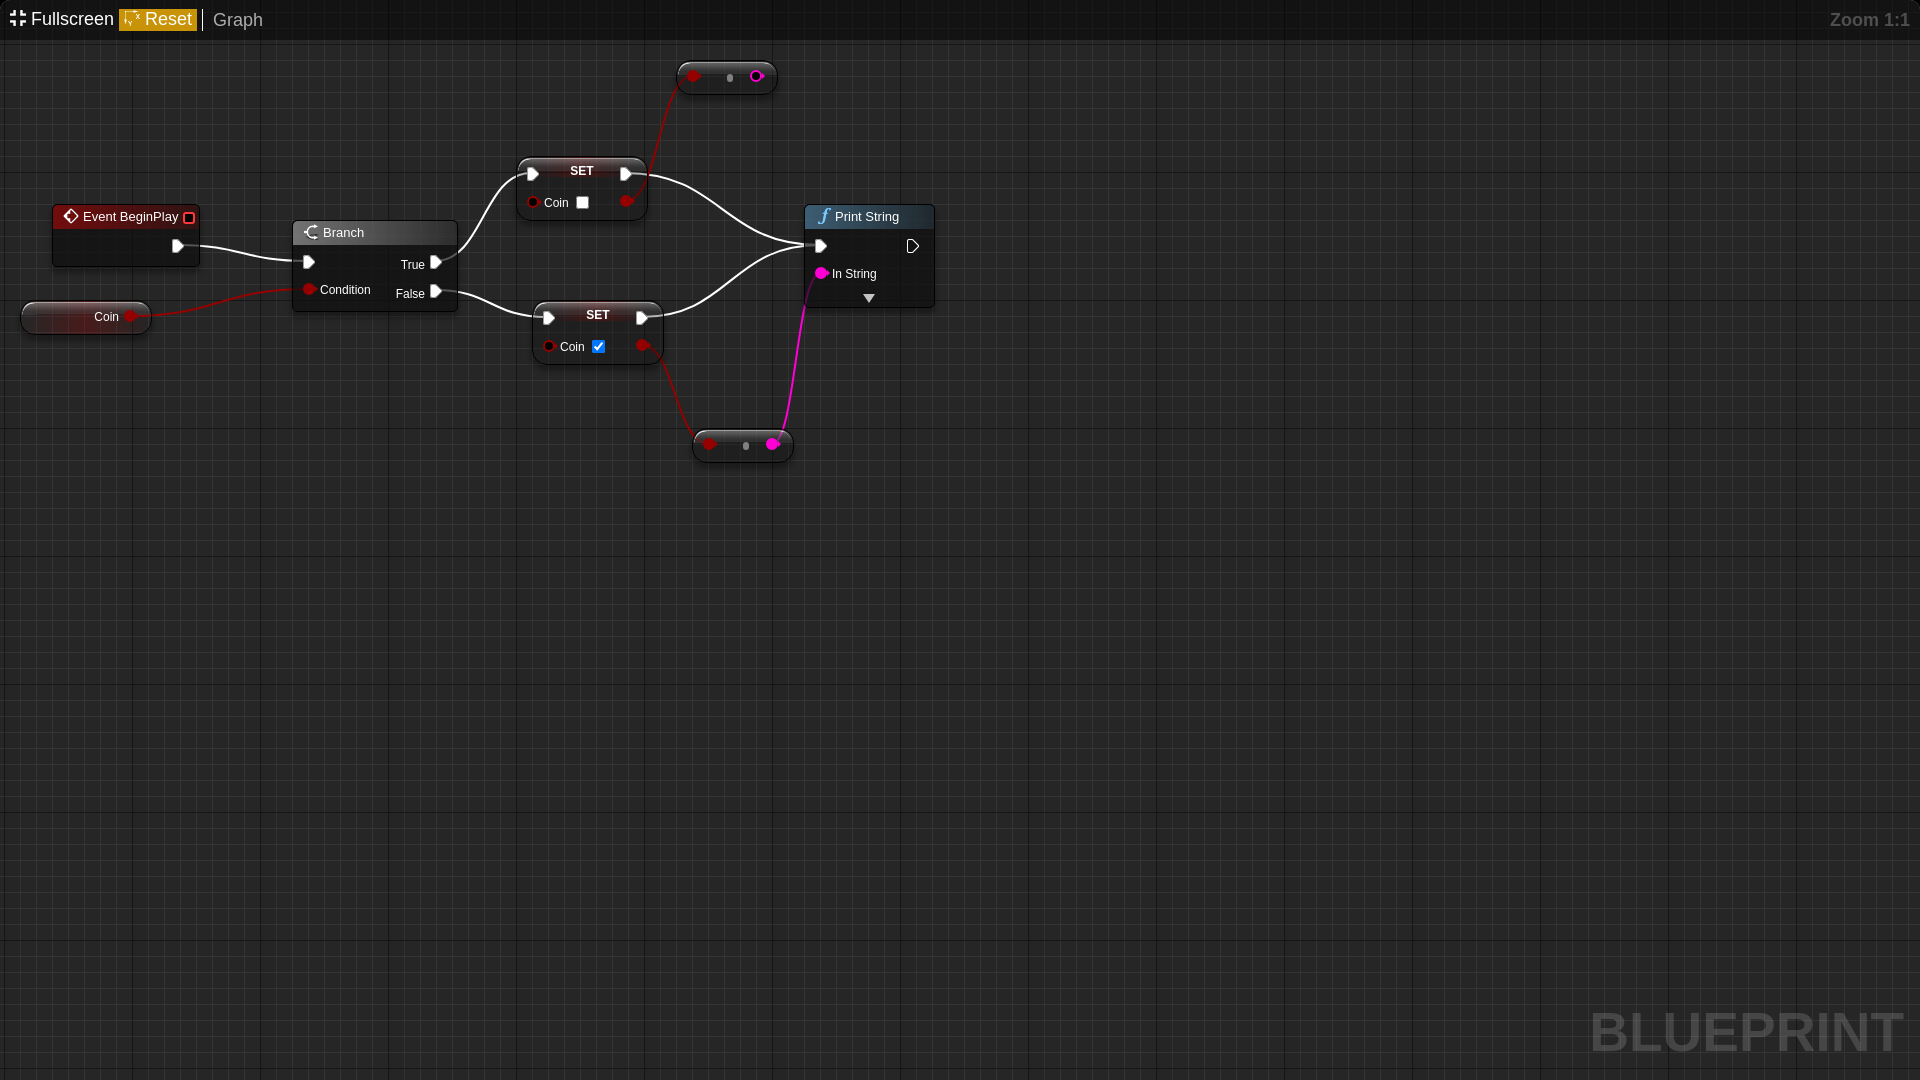 Fullscreen Reset Graph Zoom 1:1
SET
Coin
Event BeginPlay
Print String
Branch
True
In String
Condition
False
Coin
SET
Coin
BLUEPRINT